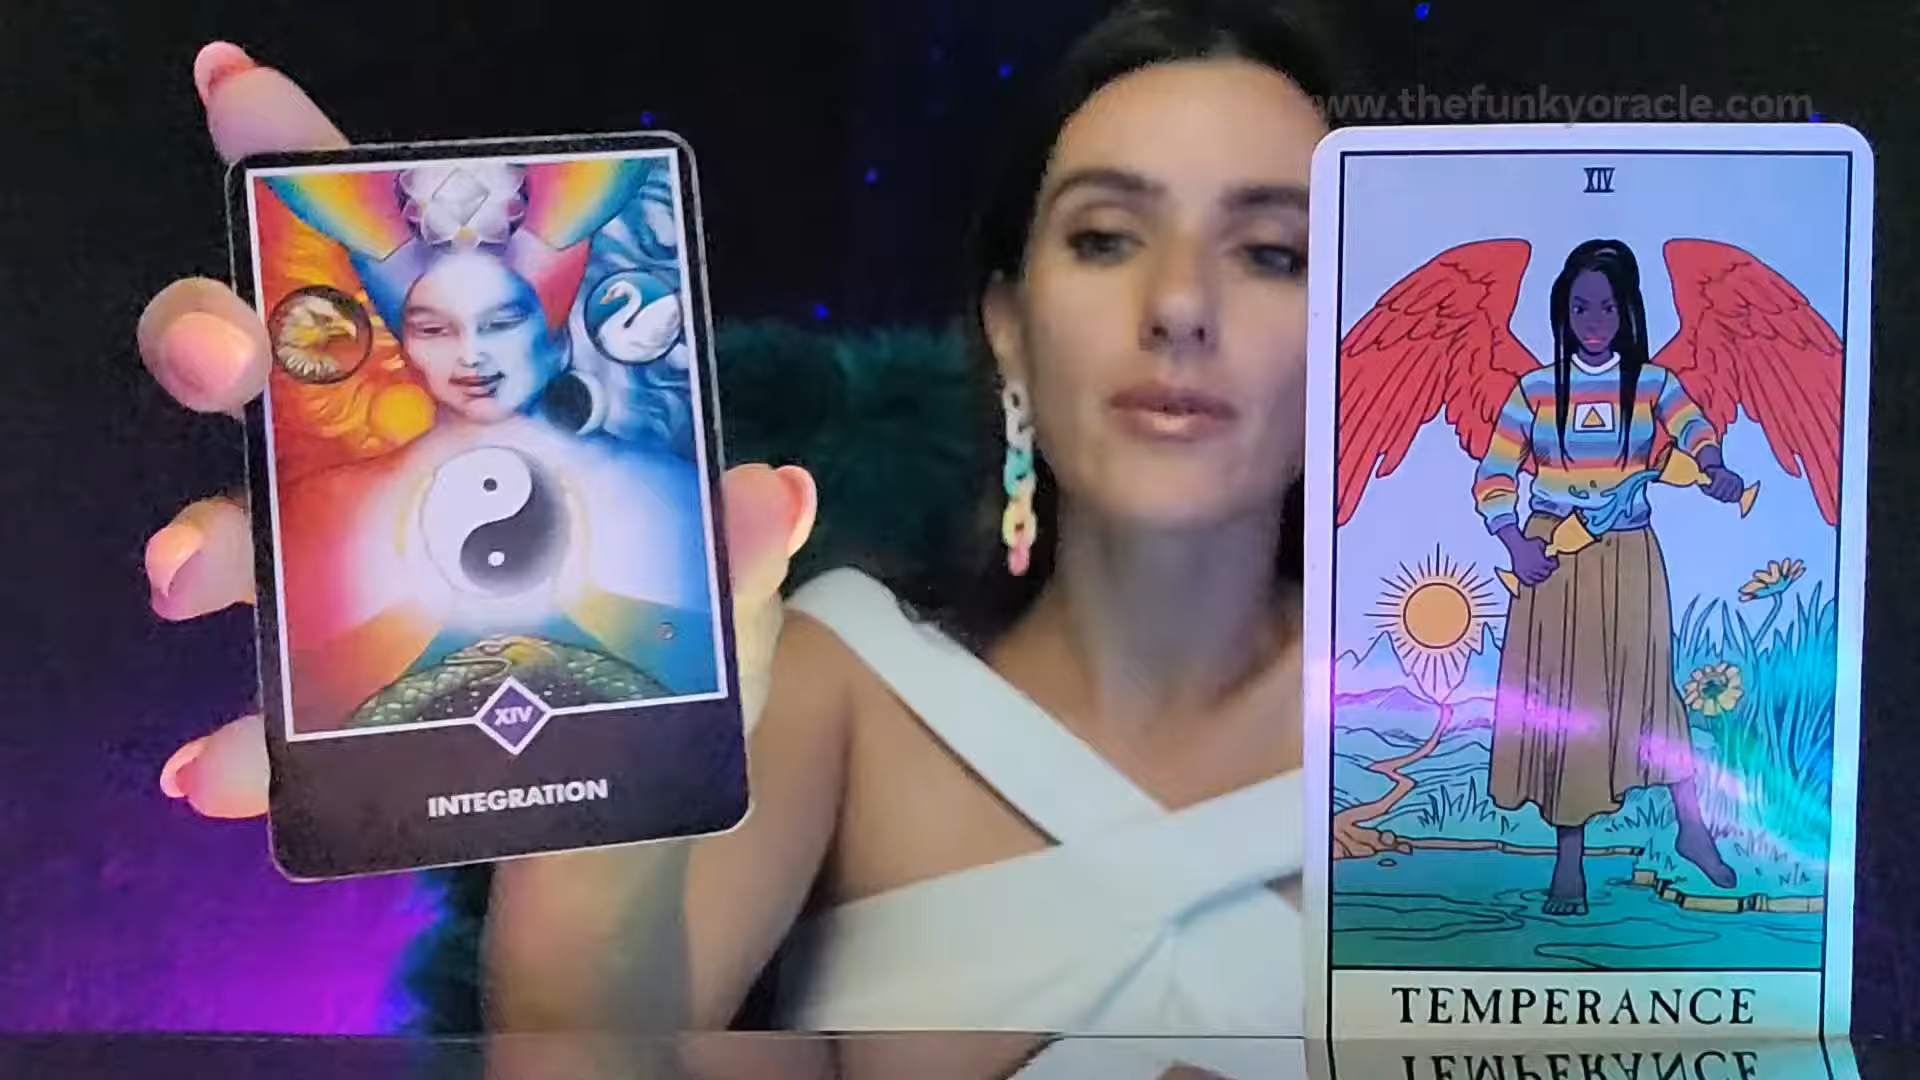 www.thefunkyoracle.com
XIV
XIV
INTEGRATION
TEMPERANCE
TEMPERANCE